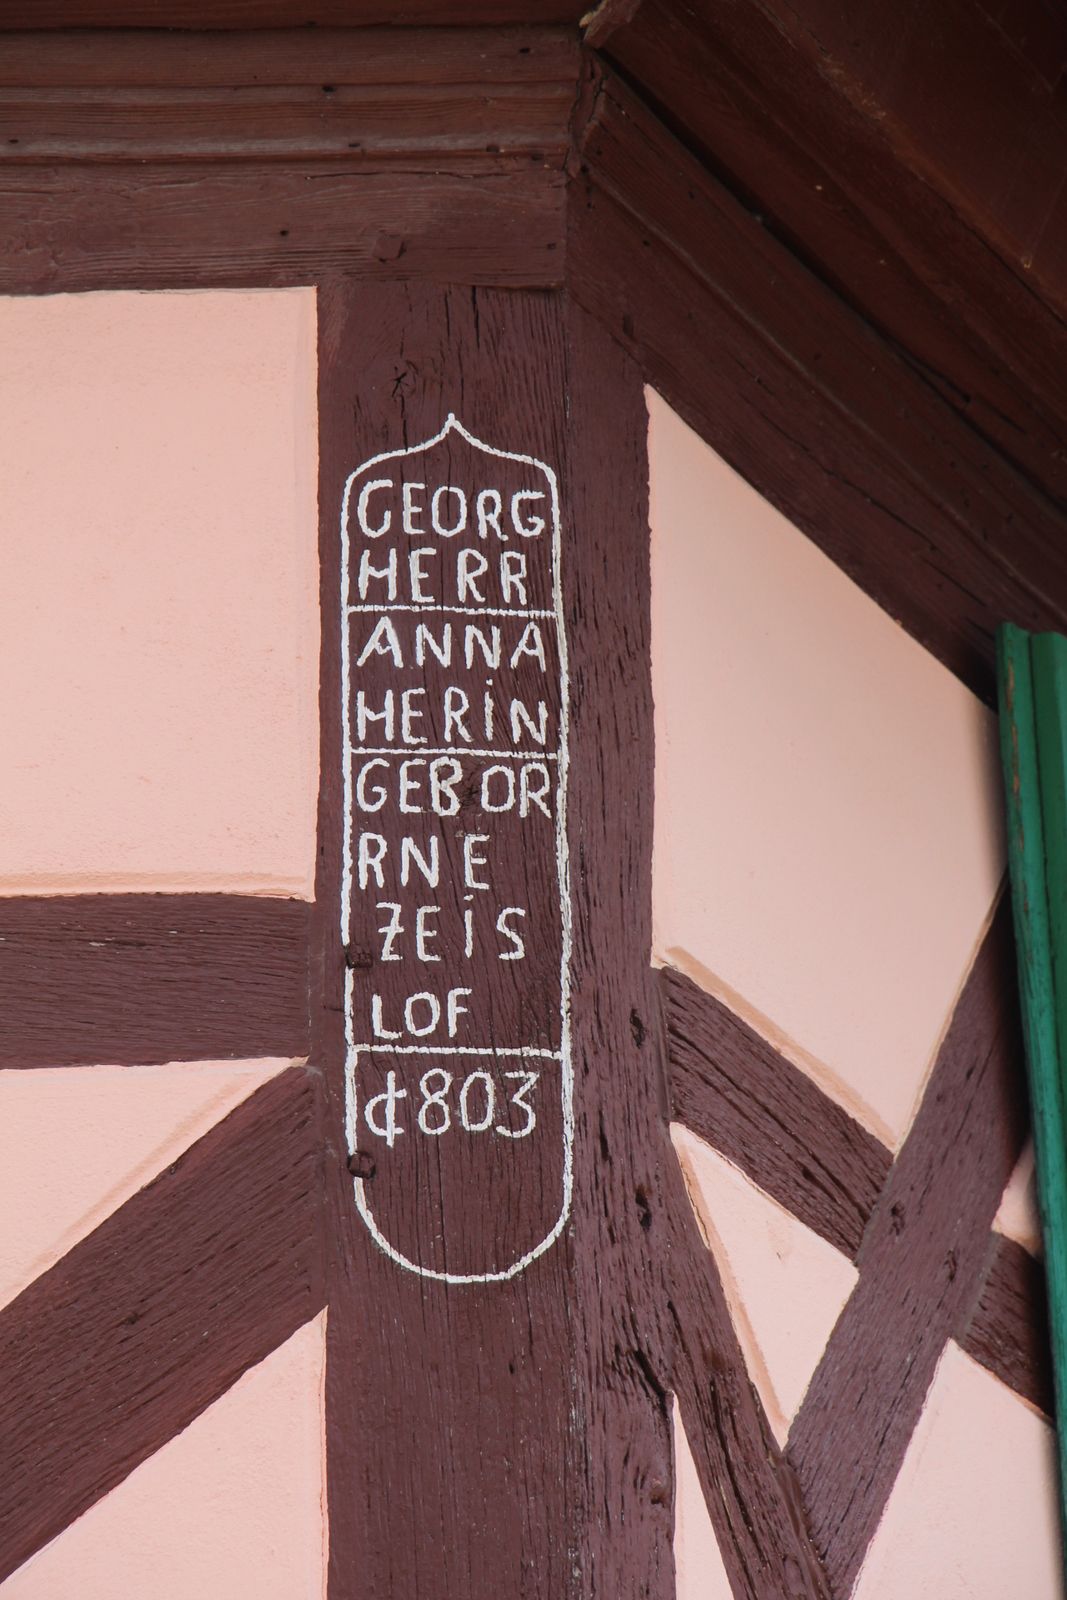 GEORG
HERR
ANNA
HERiN
GEBOR
RNE
ZEiS
LOF
1803